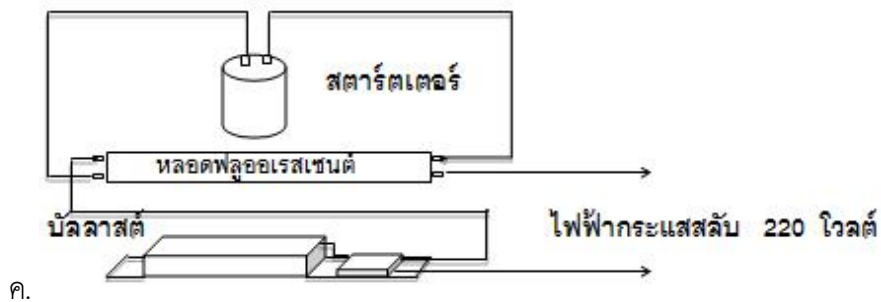 สตาร์ตเตอร์
หลอดฟลูออเรสเซนต์
บัลลาสต์
ไฟฟ้ากระแสสลับ 220 โวลต์
ค.